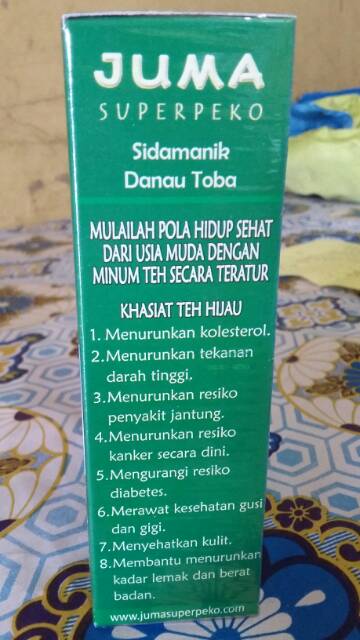 JUMA
SUPERPEKO
Sidamanik
Danau Toba
MULAILAH POLA HIDUP SEHAT
DARI USIA MUDA DENGAN
MINUM TEH SECARA TERATUR
KHASIAT TEH HIJAU
1. Menurunkan kolesterol.
2. Menurunkan tekanan
darah tinggi.
3. Menurunkan resiko
penyakit jantung.
4. Menurunkan resiko
kanker secara dini.
5. Mengurangi resiko
diabetes.
6. Merawat kesehatan gusi
dan gigi.
7. Menyehatkan kulit.
8. Membantu menurunkan
kadar lemak dan berat
badan.
www.jumasuperpeko.com